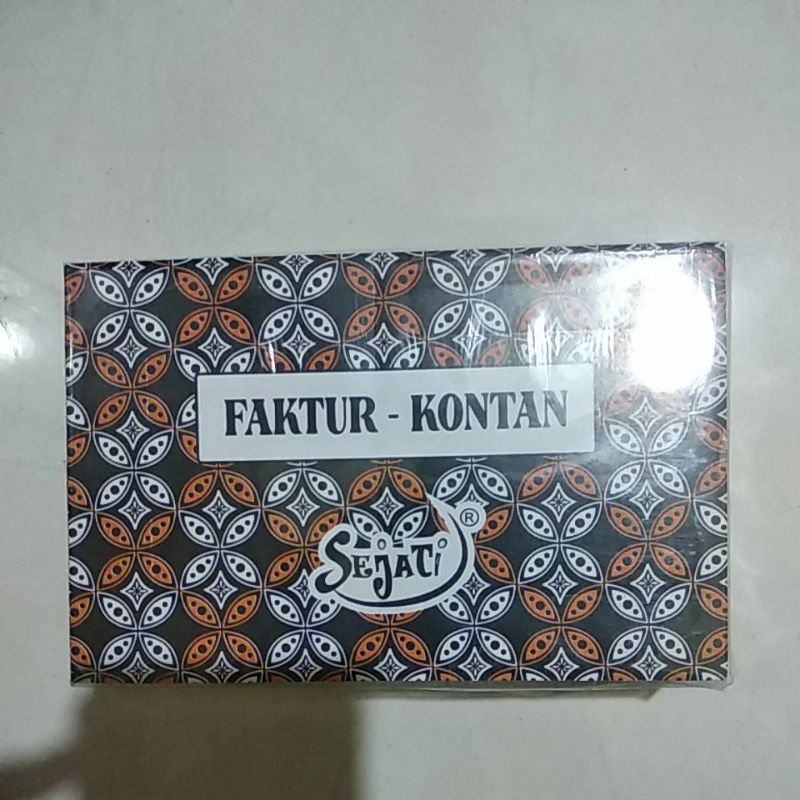 FAKTUR - KONTAN
SEJATI ®